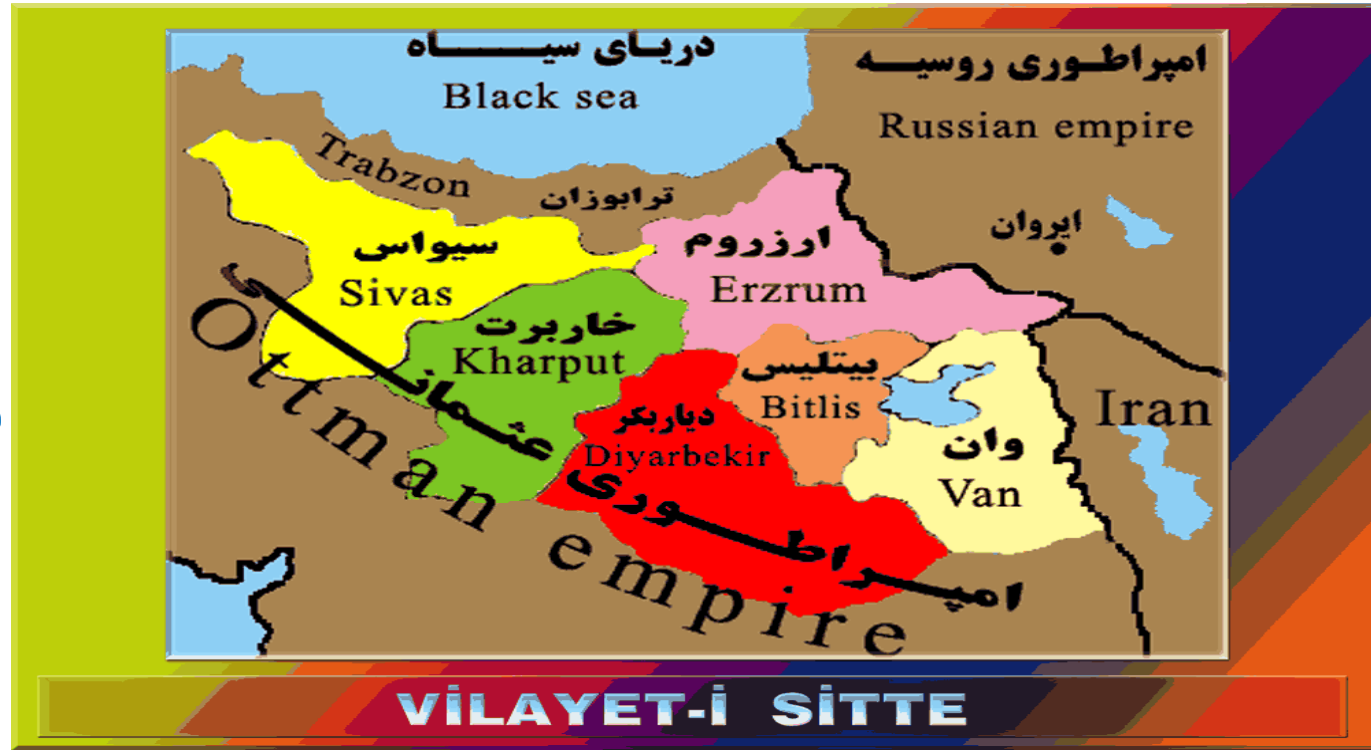 دریای سیاه
Black sea
امپراطوری روسیه
Russian empire
Trabzon
ترابوزان
ایروان
سیواس
Sivas
ارزروم
Erzrum
خاربرت
Kharput
بیتلیس
Bitlis
دیاربکر
Diyarbekir
وان
Van
Iran
امپراطوری عثمانی
Ottman empire
VİLAYET-İ SİTTE